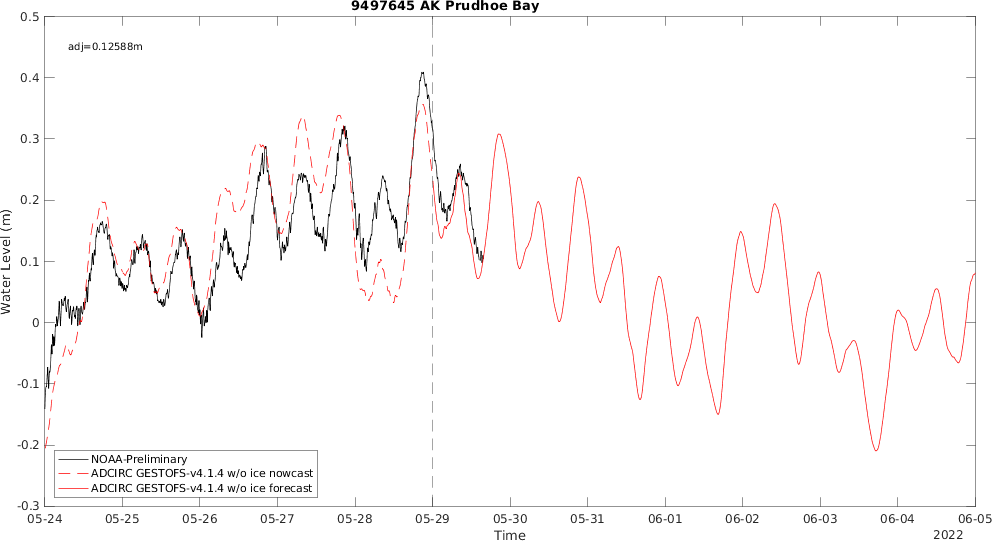 9497645 AK Prudhoe Bay
adj=0.12588m
Water Level (m)
0.5
0.4
0.3
0.2
0.1
0
-0.1
-0.2
-0.3
NOAA-Preliminary
ADCIRC GESTOFS-v4.1.4 w/o ice nowcast
ADCIRC GESTOFS-v4.1.4 w/o ice forecast
05-24 05-25 05-26 05-27 05-28 05-29 05-30 05-31 06-01 06-02 06-03 06-04 06-05
Time
2022